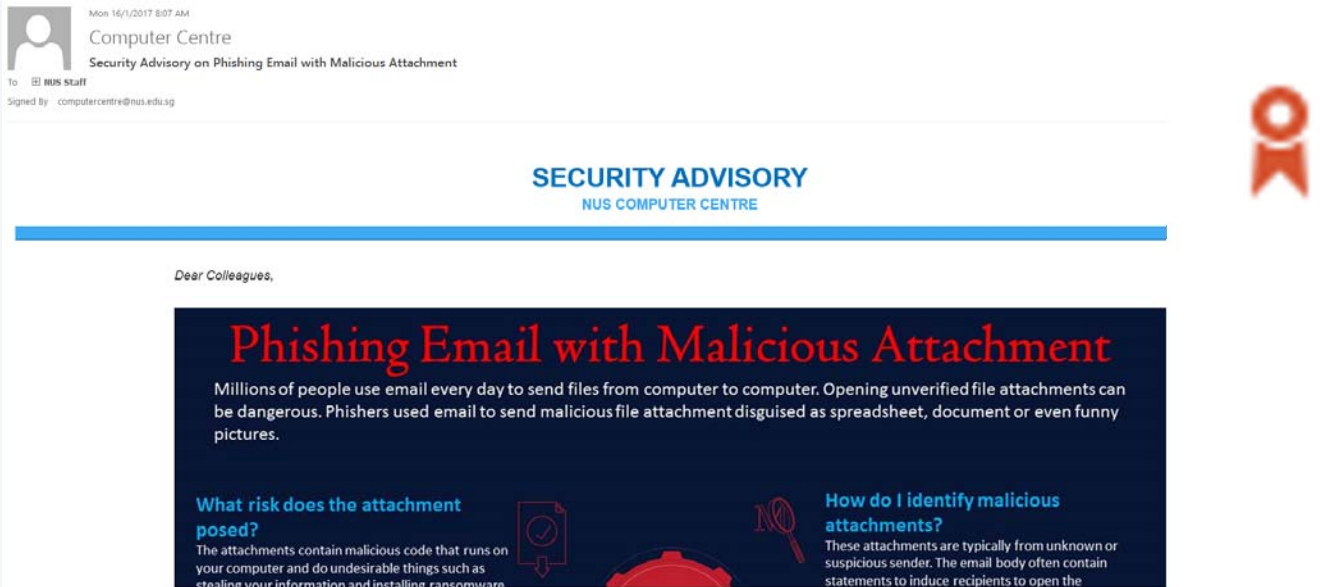 Mon 16/1/2017 8:07 AM
Computer Centre
Security Advisory on Phishing Email with Malicious Attachment
To NUS Staff
Signed By computercentre@nus.edu.sg
SECURITY ADVISORY
NUS COMPUTER CENTRE
Dear Colleagues,
Phishing Email with Malicious Attachment
Millions of people use email every day to send files from computer to computer. Opening unverified file attachments can
be dangerous. Phishers used email to send malicious file attachment disguised as spreadsheet, document or even funny
pictures.
What risk does the attachment
posed?
The attachments contain malicious code that runs on
your computer and do undesirable things such as
stealing your information and installing ransomware
How do I identify malicious
attachments?
These attachments are typically from unknown or
suspicious sender. The email body often contain
statements to induce recipients to open the